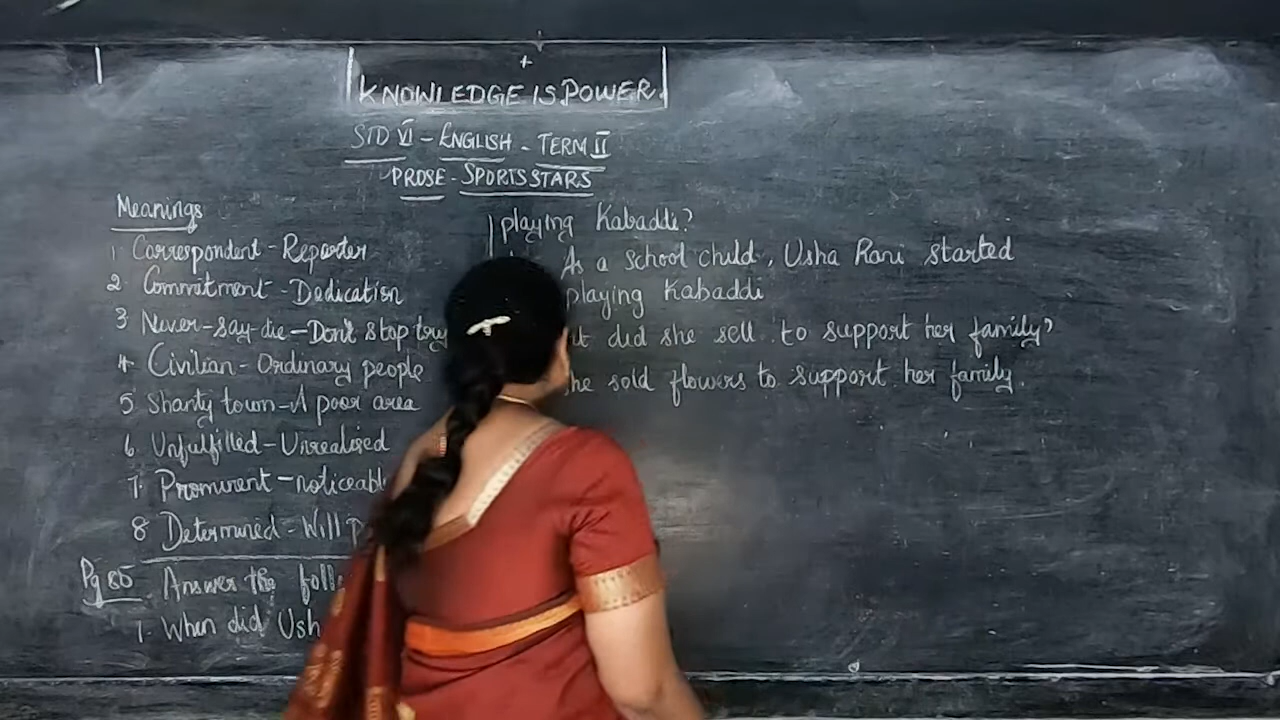 KNOWLEDGE IS POWER.
STD VI - ENGLISH - TERM II
PROSE - SPORTS STARS
Meanings
1. Correspondent - Reporter
2. Commitment - Dedication
3 Never-say-die - Don't stop
4 Civilian - Ordinary people
5 Shanty town - A poor area
6. Unfulfilled - Unrealised
7. Prominent -
8 Determined - Will
Pg 85 Answer the
1. When did
playing Kabaddi?
As a school child, Usha Rani started
playing Kabaddi
did she sell to support her family?
sold flowers to support her family.